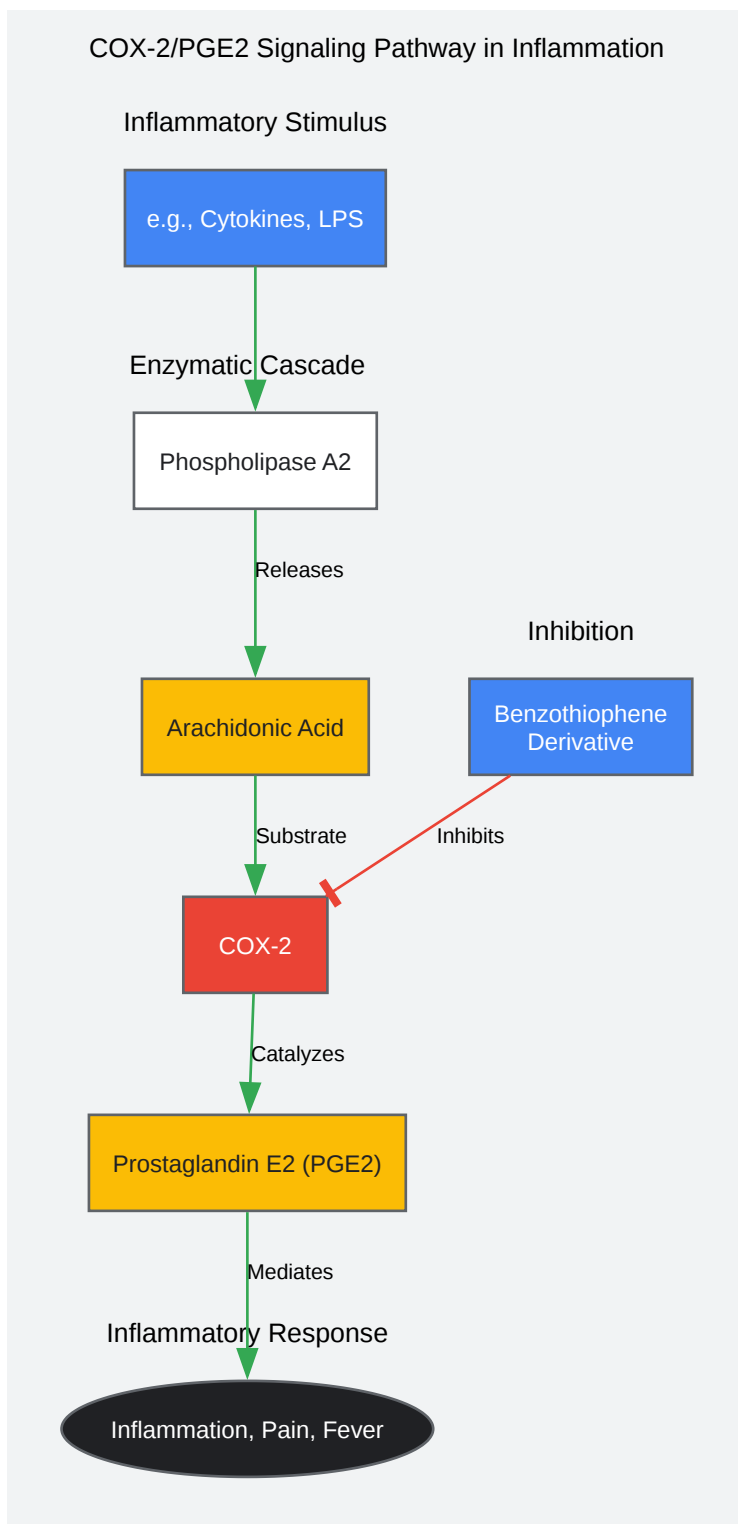 COX-2/PGE2 Signaling Pathway in Inflammation
Inflammatory Stimulus
e.g., Cytokines, LPS
Enzymatic Cascade
Phospholipase A2
Releases
Inhibition
Arachidonic Acid
Benzothiophene
Derivative
Substrate
Inhibits
COX-2
Catalyzes
Prostaglandin E2 (PGE2)
Mediates
Inflammatory Response
Inflammation, Pain, Fever